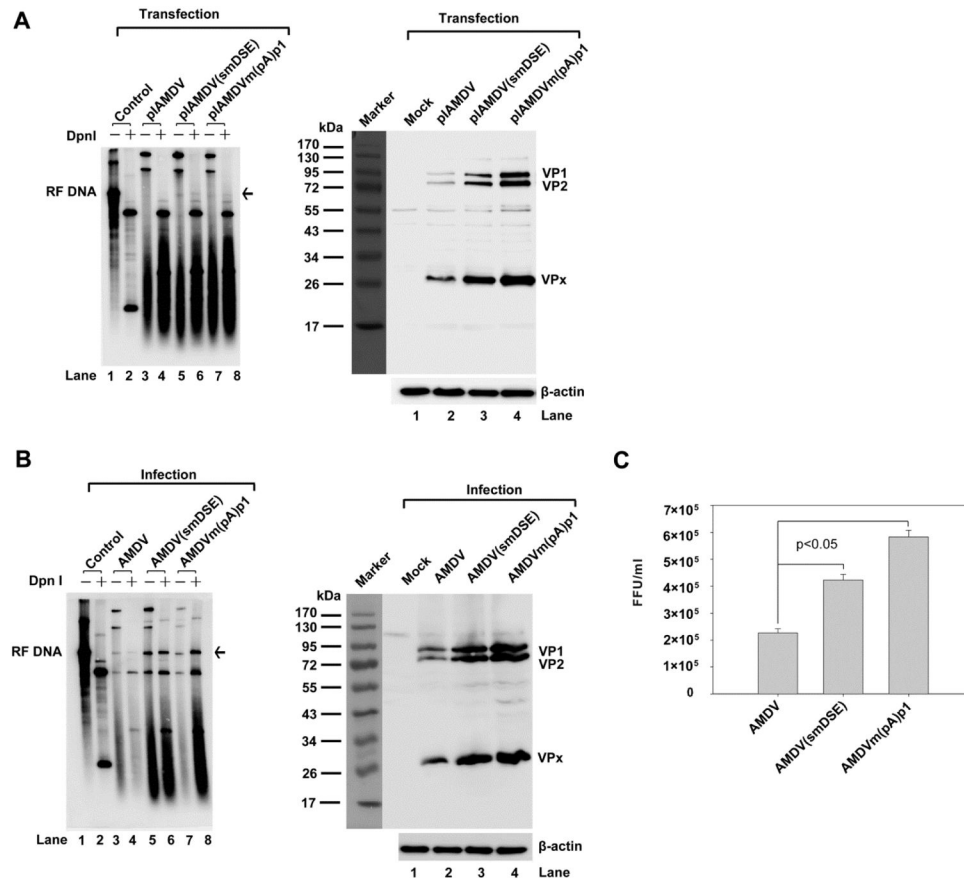 A
Transfection
Control
pIAMDV
pIAMDV(smDSE)
pIAMDVm(pA)p1
DpnI
− + − + − + − +
RF DNA
Lane 1 2 3 4 5 6 7 8
Transfection
Marker
Mock
pIAMDV
pIAMDV(smDSE)
pIAMDVm(pA)p1
kDa
170
130
95
72
55
43
34
26
17
VP1
VP2
VPx
β-actin
1 2 3 4 Lane
B
Infection
Control
AMDV
AMDV(smDSE)
AMDVm(pA)p1
Dpn I
− + − + − + − +
RF DNA
Lane 1 2 3 4 5 6 7 8
Infection
Marker
Mock
AMDV
AMDV(smDSE)
AMDVm(pA)p1
kDa
170
130
95
72
55
43
34
26
17
VP1
VP2
VPx
β-actin
1 2 3 4 Lane
C
FFU/ml
7×10⁵
6×10⁵
5×10⁵
4×10⁵
3×10⁵
2×10⁵
1×10⁵
0
p<0.05
AMDV
AMDV(smDSE)
AMDVm(pA)p1